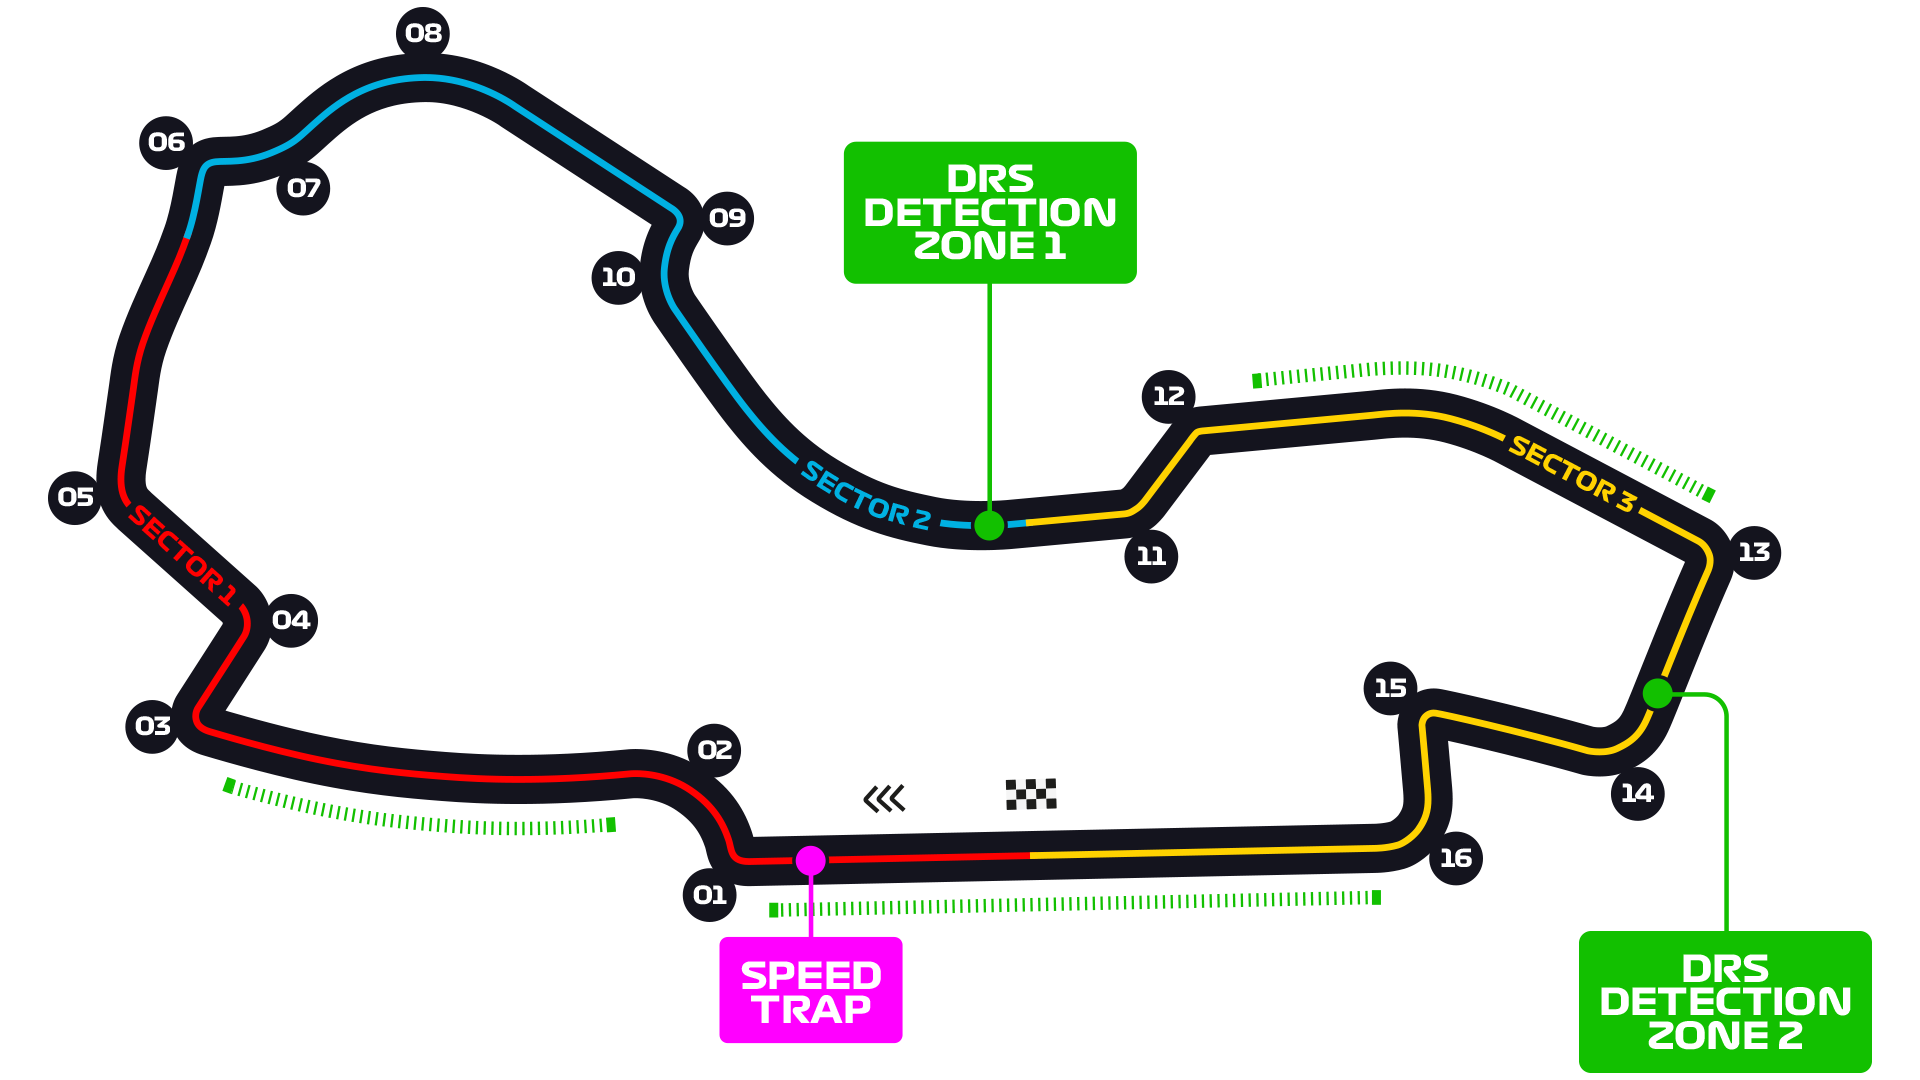 08
06
07
09
10
DRS
DETECTION
ZONE 1
12
SECTOR 3
SECTOR 2
11
13
05
SECTOR 1
04
03
02
15
14
16
01
SPEED
TRAP
DRS
DETECTION
ZONE 2